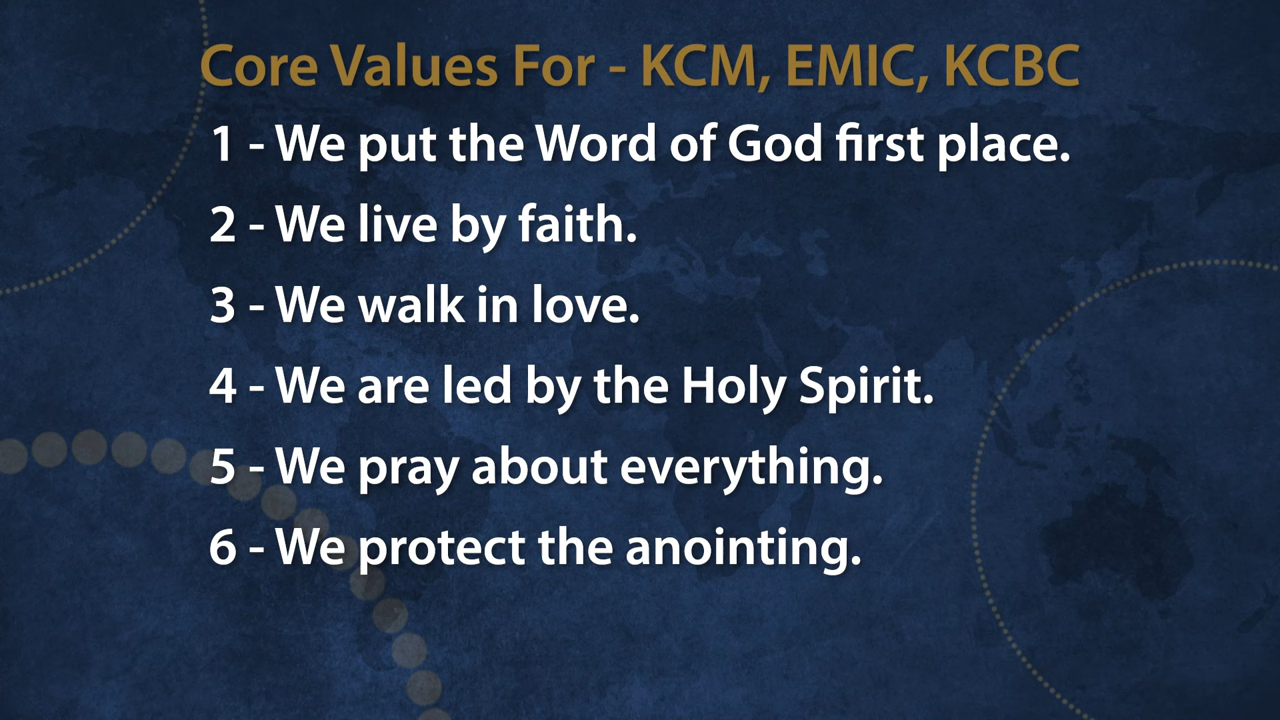 Core Values For - KCM, EMIC, KCBC
1 - We put the Word of God first place.
2 - We live by faith.
3 - We walk in love.
4 - We are led by the Holy Spirit.
5 - We pray about everything.
6 - We protect the anointing.